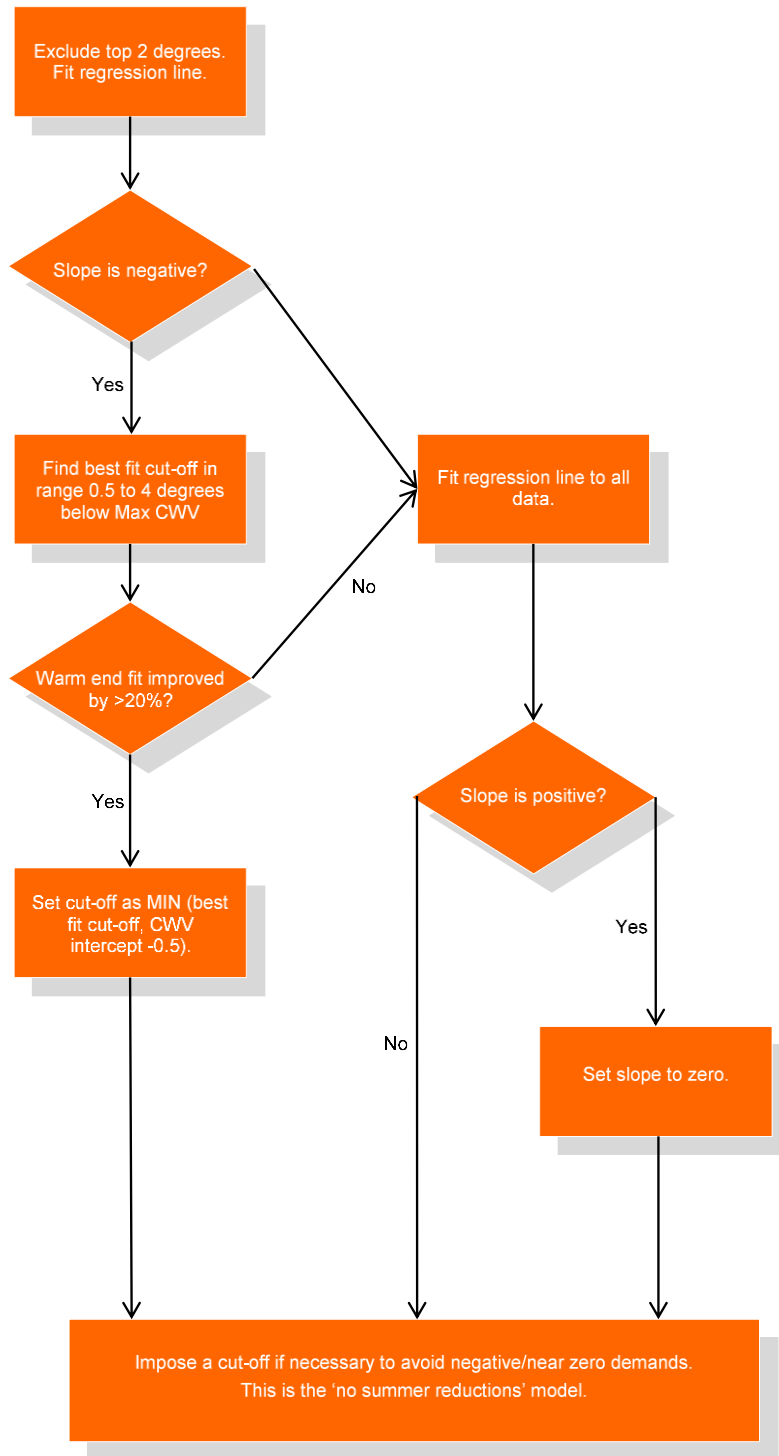 Exclude top 2 degrees.
Fit regression line.
Slope is negative?
Yes
Find best fit cut-off in
range 0.5 to 4 degrees
below Max CWV
Fit regression line to all
data.
No
Warm end fit improved
by >20%?
Yes
Slope is positive?
Set cut-off as MIN (best
fit cut-off, CWV
intercept -0.5).
Yes
No
Set slope to zero.
Impose a cut-off if necessary to avoid negative/near zero demands.
This is the ‘no summer reductions’ model.